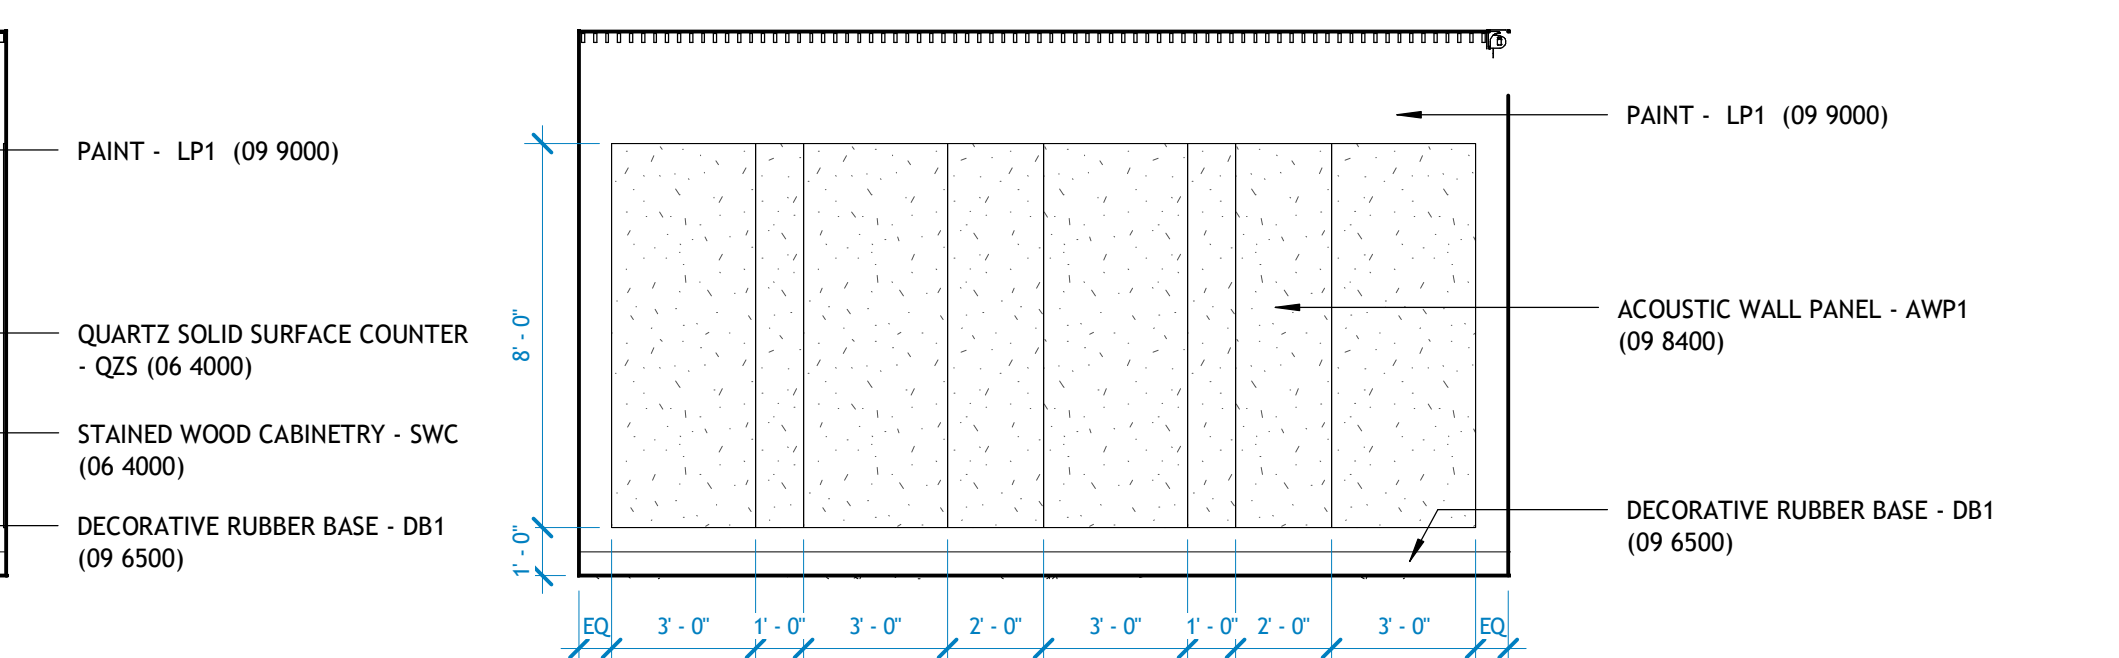 PAINT - LP1 (09 9000)
QUARTZ SOLID SURFACE COUNTER
- QZS (06 4000)
STAINED WOOD CABINETRY - SWC
(06 4000)
DECORATIVE RUBBER BASE - DB1
(09 6500)
8' - 0"
1' - 0"
EQ 3' - 0" 1' - 0" 3' - 0" 2' - 0" 3' - 0" 1' - 0" 2' - 0" 3' - 0" EQ
PAINT - LP1 (09 9000)
ACOUSTIC WALL PANEL - AWP1
(09 8400)
DECORATIVE RUBBER BASE - DB1
(09 6500)